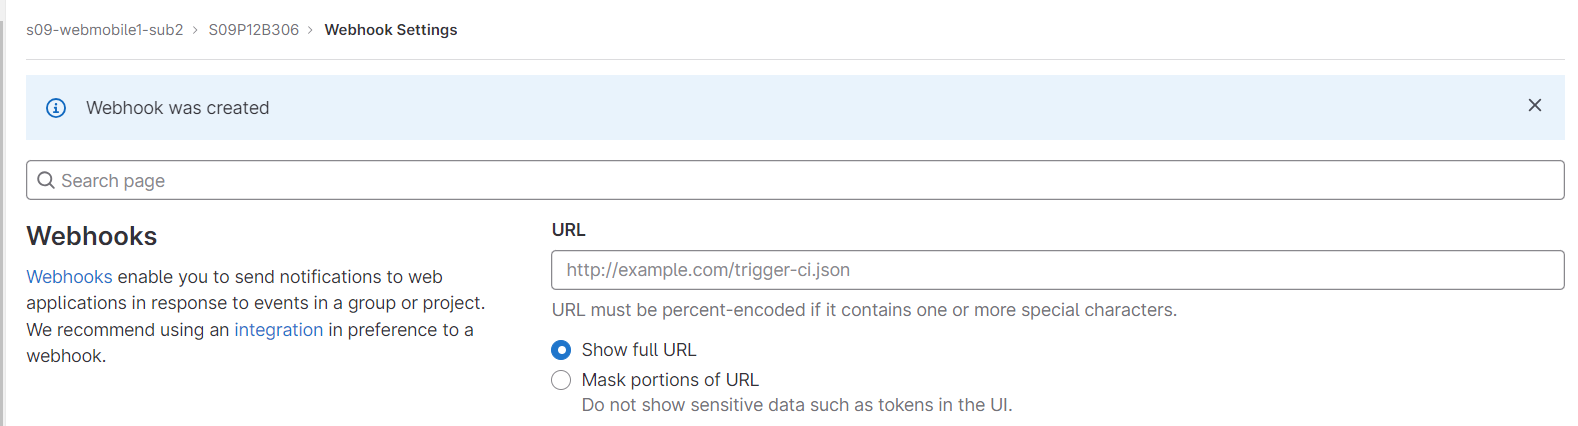 s09-webmobile1-sub2 > S09P12B306 > Webhook Settings
Webhook was created
Search page
Webhooks
Webhooks enable you to send notifications to web
applications in response to events in a group or project.
We recommend using an integration in preference to a
webhook.
URL
http://example.com/trigger-ci.json
URL must be percent-encoded if it contains one or more special characters.
Show full URL
Mask portions of URL
Do not show sensitive data such as tokens in the UI.